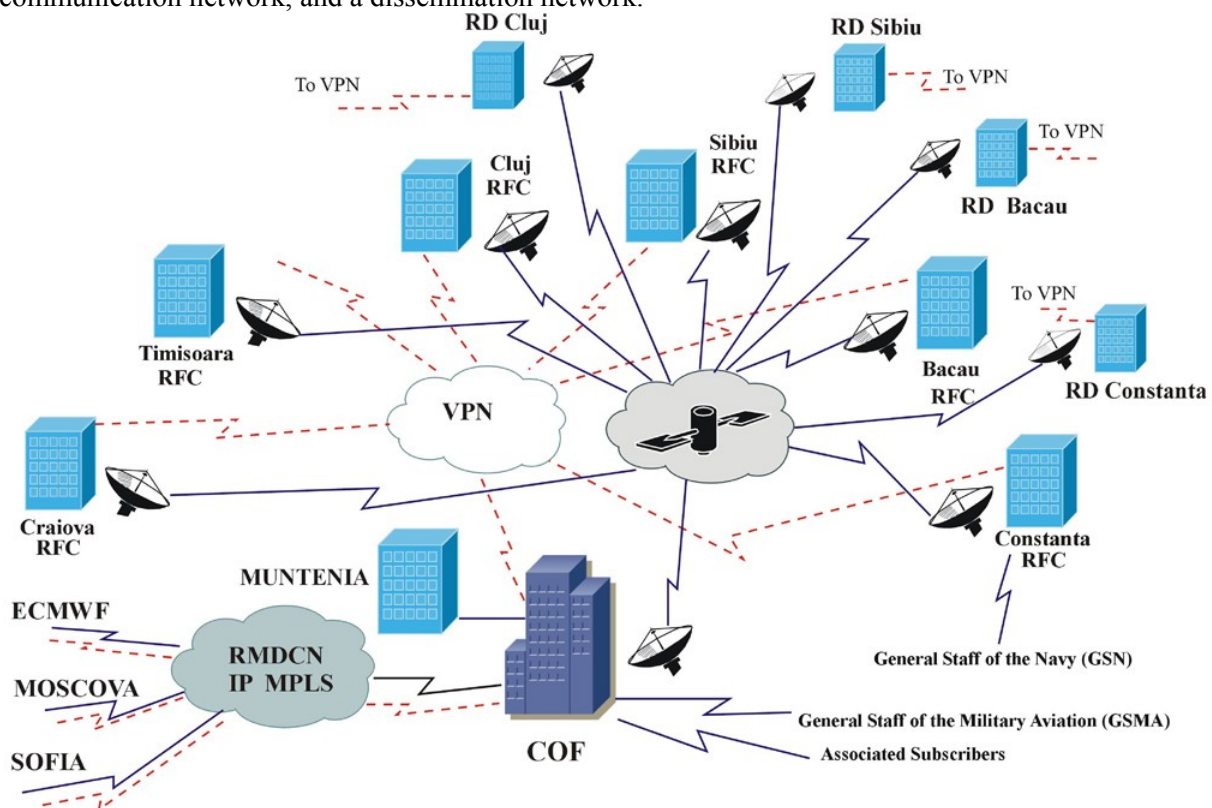 communication network, and a dissemination network.
RD Cluj
RD Sibiu
To VPN
To VPN
To VPN
Cluj
RFC
Sibiu
RFC
RD Bacau
To VPN
Timisoara
RFC
Bacau
RFC
RD Constanta
VPN
Craiova
RFC
Constanta
RFC
MUNTENIA
ECMWF
RMDCN
IP MPLS
MOSCOVA
General Staff of the Navy (GSN)
General Staff of the Military Aviation (GSMA)
COF
Associated Subscribers
SOFIA